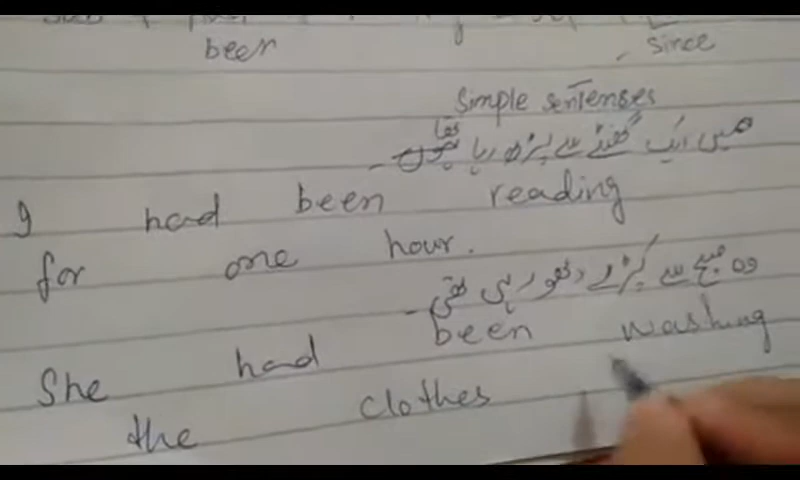 been since
Simple sentenses
میں ایک گھنٹے سے پڑھ رہا تھا
I had been reading
for one hour.
وہ صبح سے کپڑے دھو رہی تھی۔
She had been washing
the clothes